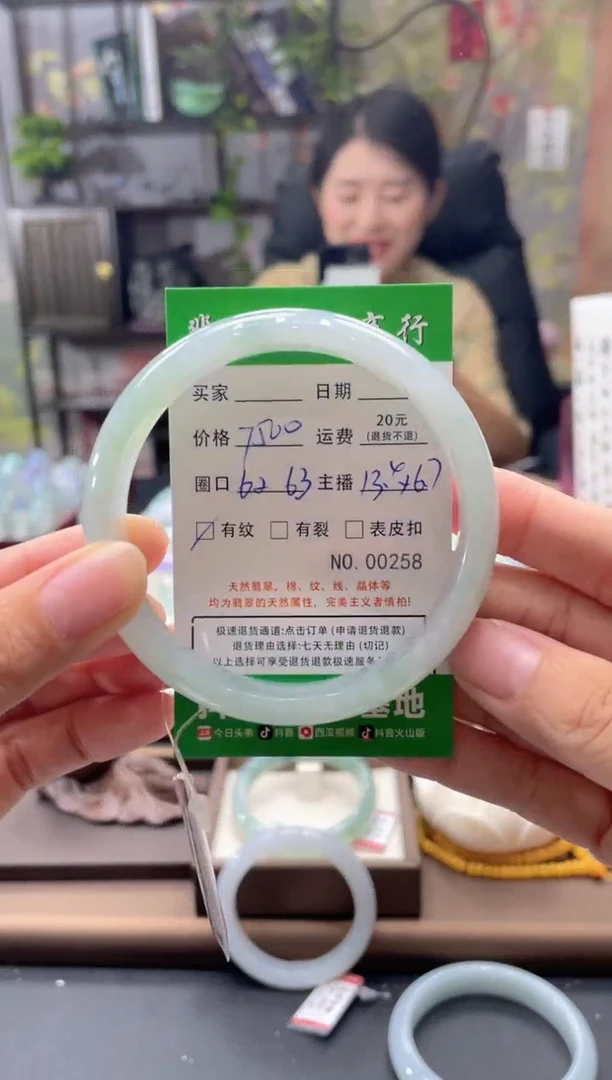 行
买家 日期
价格 7500 运费 20元
(退货不退)
圈口 62 63 主播 13.4×6.7
有纹 有裂 表皮扣
NO.00258
天然翡翠，棉、纹、线、晶体等
均为翡翠的天然属性，完美主义者慎拍!
极速退货通道:点击订单 (申请退货退款)
退货理由选择:七天无理由 (切记)
以上选择可享受退货退款极速服务
基地
今日头条 抖音 西瓜视频 抖音火山版